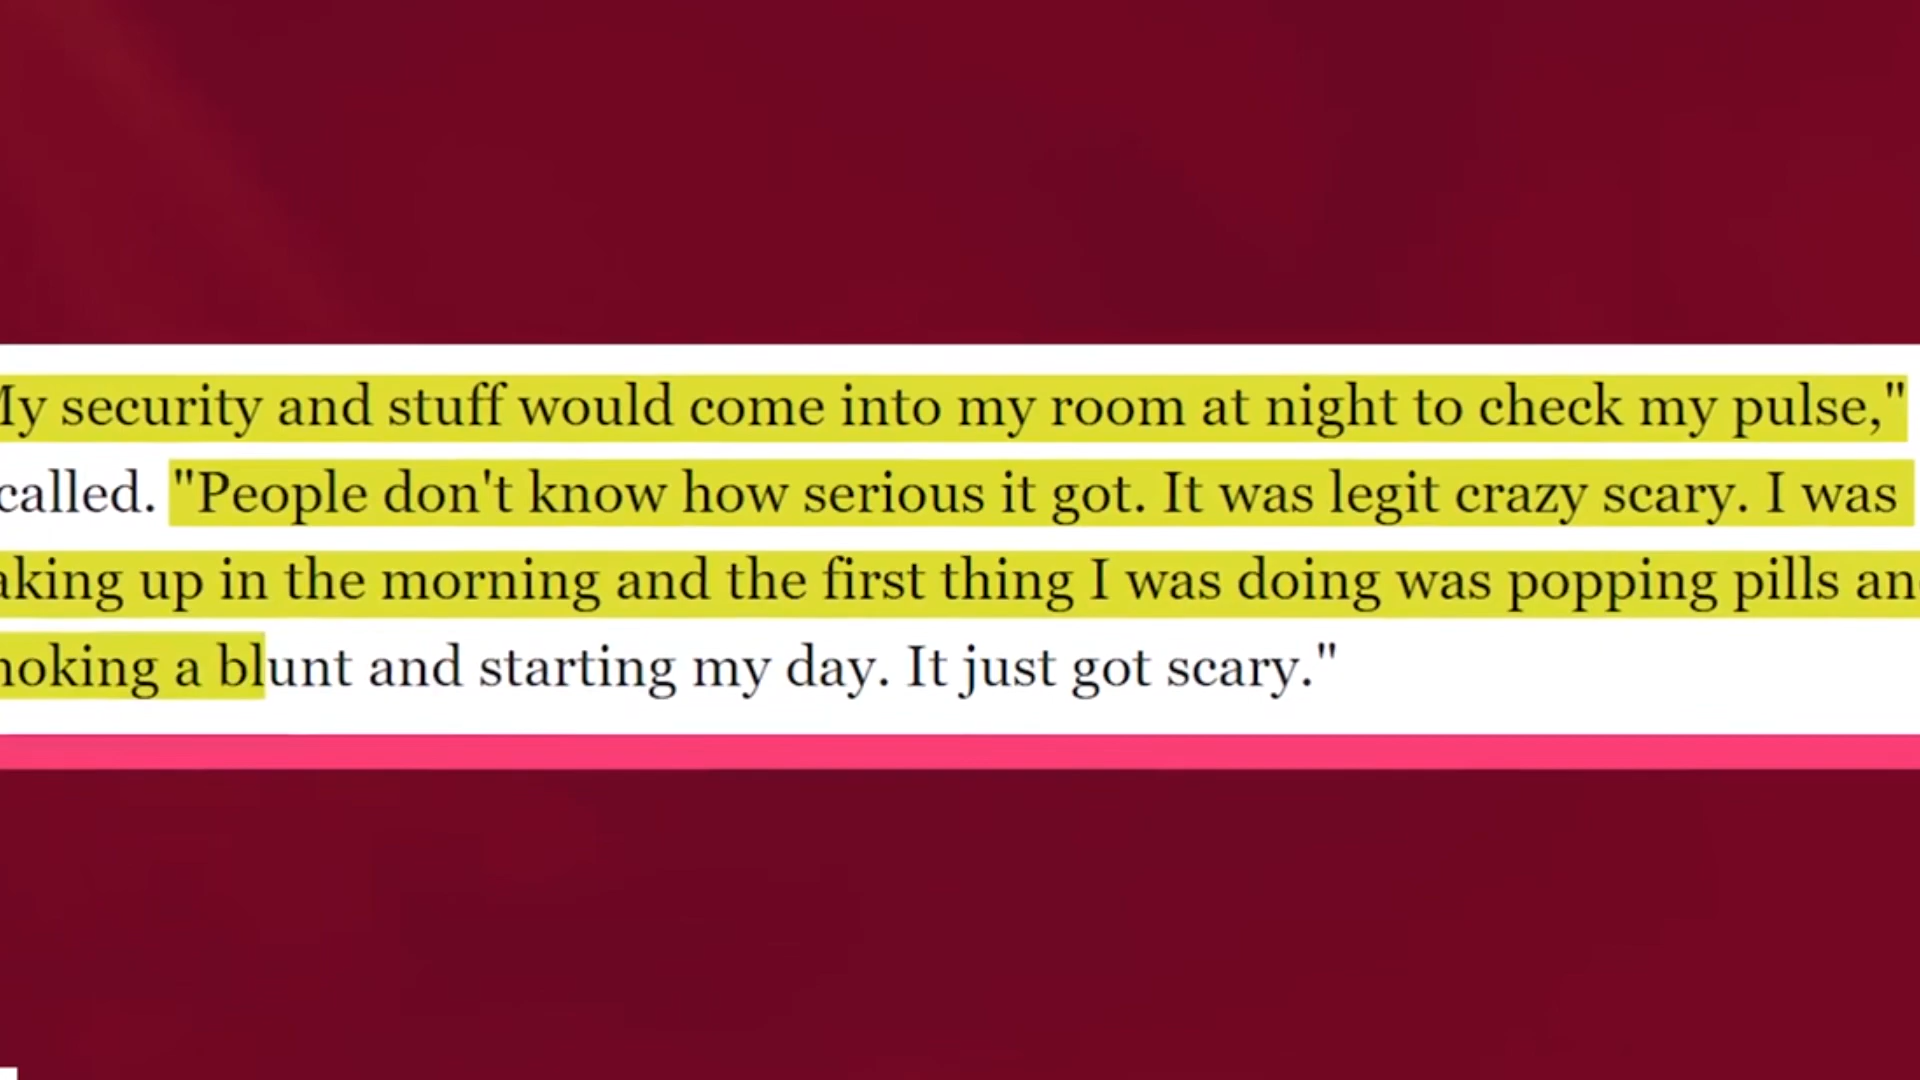 My security and stuff would come into my room at night to check my pulse,"
called. "People don't know how serious it got. It was legit crazy scary. I was
aking up in the morning and the first thing I was doing was popping pills an
oking a blunt and starting my day. It just got scary."